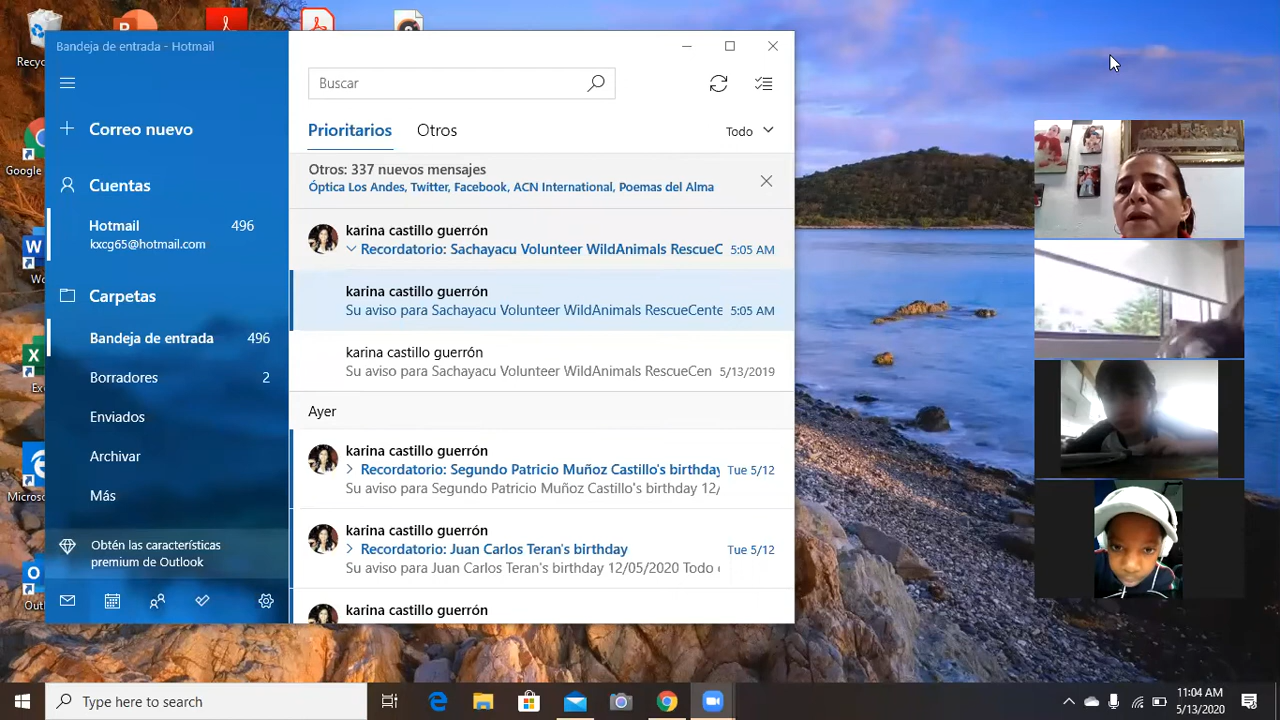 Recyc
Google
W
Wo
X
Exc
Microso
Outl
Bandeja de entrada - Hotmail
Correo nuevo
Cuentas
Hotmail 496
kxcg65@hotmail.com
Carpetas
Bandeja de entrada 496
Borradores 2
Enviados
Archivar
Más
Obtén las características
premium de Outlook
Buscar
Prioritarios Otros Todo
Otros: 337 nuevos mensajes
Óptica Los Andes, Twitter, Facebook, ACN International, Poemas del Alma
karina castillo guerrón
Recordatorio: Sachayacu Volunteer WildAnimals RescueC 5:05 AM
karina castillo guerrón
Su aviso para Sachayacu Volunteer WildAnimals RescueCente 5:05 AM
karina castillo guerrón
Su aviso para Sachayacu Volunteer WildAnimals RescueCen 5/13/2019
Ayer
karina castillo guerrón
Recordatorio: Segundo Patricio Muñoz Castillo's birthday Tue 5/12
Su aviso para Segundo Patricio Muñoz Castillo's birthday 12/
karina castillo guerrón
Recordatorio: Juan Carlos Teran's birthday Tue 5/12
Su aviso para Juan Carlos Teran's birthday 12/05/2020 Todo
karina castillo guerrón
Type here to search
11:04 AM
5/13/2020